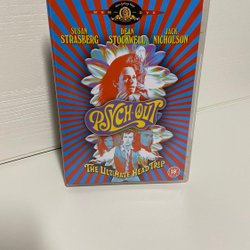 SUSAN STRASBERG
DEAN STOCKWELL
JACK NICHOLSON
PSYCH-OUT
THE ULTIMATE HEAD TRIP
18